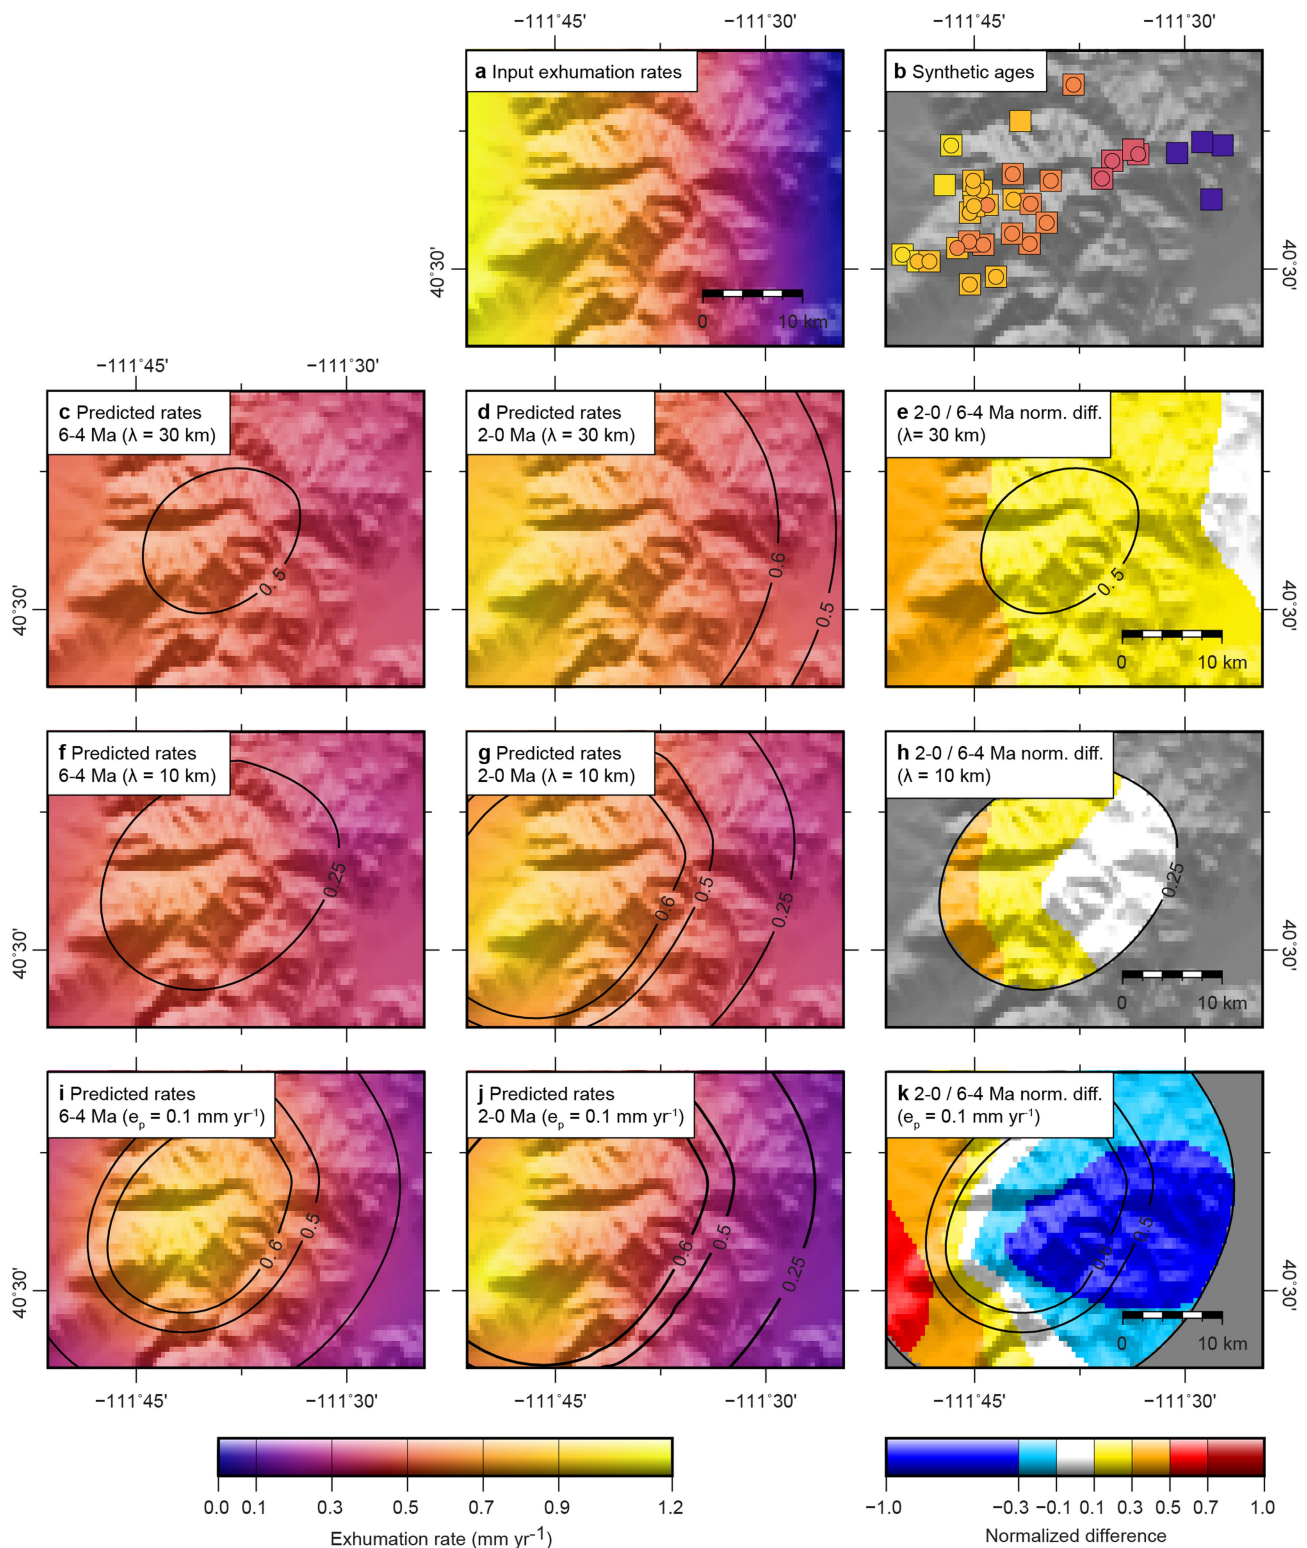 −111˚45'
−111˚30'
−111˚45'
−111˚30'
a Input exhumation rates
b Synthetic ages
40˚30'
0
10 km
40˚30'
−111˚45'
−111˚30'
c Predicted rates
6-4 Ma (λ = 30 km)
0.5
d Predicted rates
2-0 Ma (λ = 30 km)
0.6
0.5
e 2-0 / 6-4 Ma norm. diff.
(λ= 30 km)
0.5
0
10 km
40˚30'
40˚30'
f Predicted rates
6-4 Ma (λ = 10 km)
0.25
g Predicted rates
2-0 Ma (λ = 10 km)
0.6
0.5
0.25
h 2-0 / 6-4 Ma norm. diff.
(λ = 10 km)
0.25
0
10 km
40˚30'
40˚30'
i Predicted rates
6-4 Ma (eₚ = 0.1 mm yr⁻¹)
0.6
0.5
j Predicted rates
2-0 Ma (eₚ = 0.1 mm yr⁻¹)
0.6
0.5
0.25
k 2-0 / 6-4 Ma norm. diff.
(eₚ = 0.1 mm yr⁻¹)
0.6
0.5
0
10 km
40˚30'
40˚30'
−111˚45'
−111˚30'
−111˚45'
−111˚30'
−111˚45'
−111˚30'
0.0 0.1 0.3 0.5 0.7 0.9 1.2
Exhumation rate (mm yr⁻¹)
−1.0 −0.3 −0.1 0.1 0.3 0.5 0.7 1.0
Normalized difference